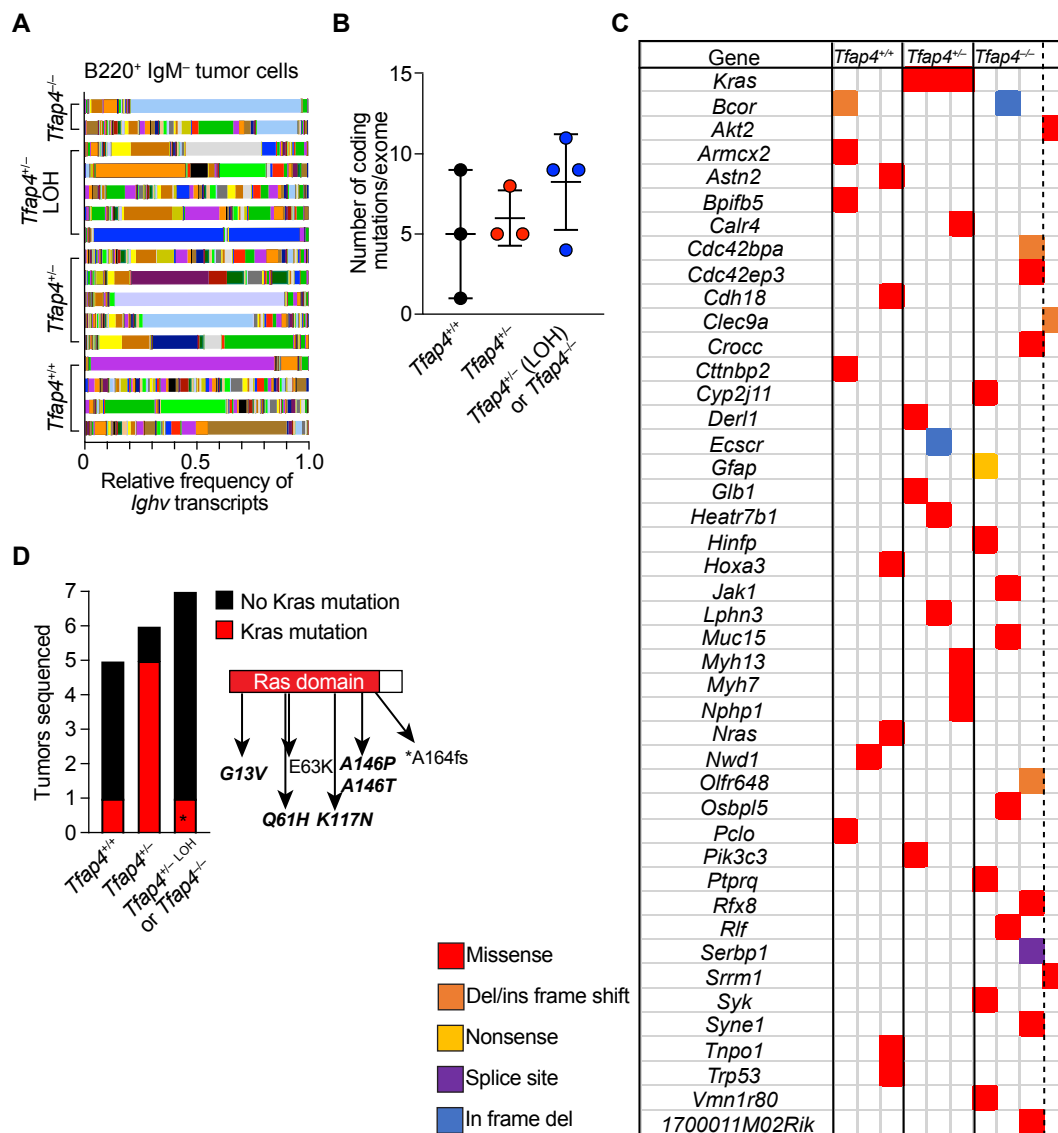 A
B220⁺ IgM⁻ tumor cells
Tfap4⁻/⁻
Tfap4⁺/⁻
LOH
Tfap4⁺/⁻
Tfap4⁺/⁺
0 0.5 1.0
Relative frequency of
Ighv transcripts
B
Number of coding
mutations/exome
15
10
5
0
Tfap4⁺/⁺
Tfap4⁺/⁻
Tfap4⁺/⁻ (LOH)
or Tfap4⁻/⁻
C
Gene Tfap4⁺/⁺ Tfap4⁺/⁻ Tfap4⁻/⁻
Kras
Bcor
Akt2
Armcx2
Astn2
Bpifb5
Calr4
Cdc42bpa
Cdc42ep3
Cdh18
Clec9a
Crocc
Cttnbp2
Cyp2j11
Derl1
Ecscr
Gfap
Glb1
Heatr7b1
Hinfp
Hoxa3
Jak1
Lphn3
Muc15
Myh13
Myh7
Nphp1
Nras
Nwd1
Olfr648
Osbpl5
Pclo
Pik3c3
Ptprq
Rfx8
Rlf
Serbp1
Srrm1
Syk
Syne1
Tnpo1
Trp53
Vmn1r80
1700011M02Rik
D
Tumors sequenced
7
6
5
4
3
2
1
0
*
Tfap4⁺/⁺
Tfap4⁺/⁻
Tfap4⁺/⁻ LOH
or Tfap4⁻/⁻
No Kras mutation
Kras mutation
Ras domain
G13V
E63K
A146P
A146T
*A164fs
Q61H
K117N
Missense
Del/ins frame shift
Nonsense
Splice site
In frame del